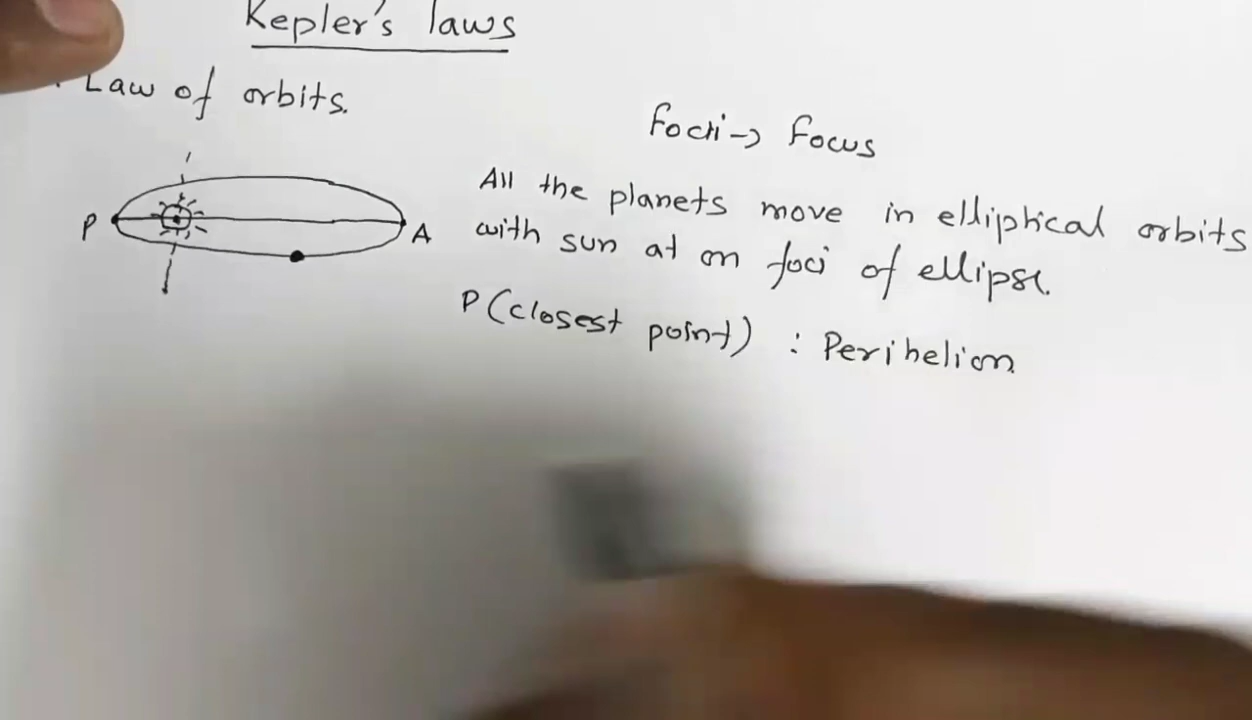 Kepler's laws
Law of orbits.
foci → focus
P
A
All the planets move in elliptical orbits
with sun at on foci of ellipse.
P (closest point) : Perihelion